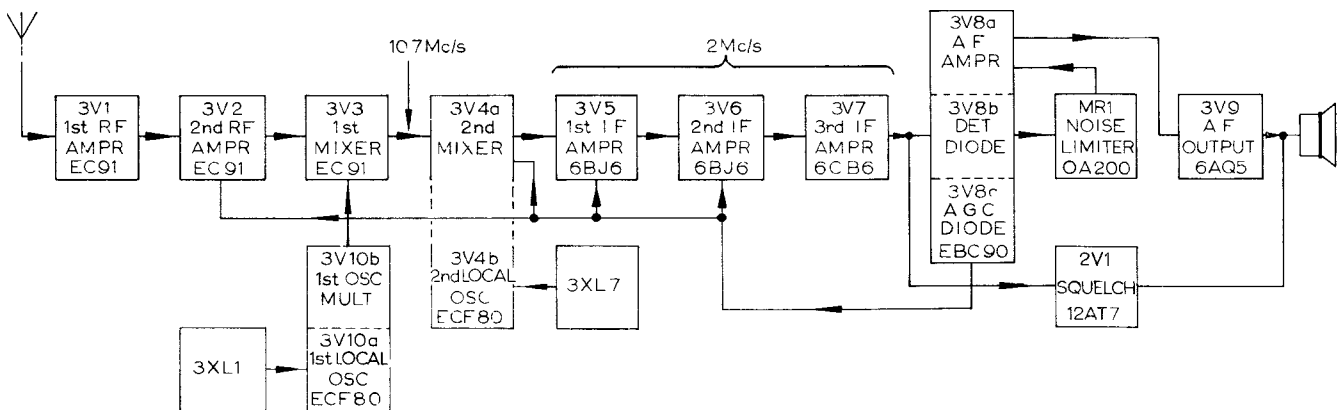 10.7Mc/s
2Mc/s
3V1
1st RF
AMPR
EC91
3V2
2nd RF
AMPR
EC91
3V3
1st
MIXER
EC91
3V4a
2nd
MIXER
3V5
1st IF
AMPR
6BJ6
3V6
2nd IF
AMPR
6BJ6
3V7
3rd IF
AMPR
6CB6
3V8a
A F
AMPR
3V8b
DET
DIODE
3V8c
A G C
DIODE
EBC90
MR1
NOISE
LIMITER
OA200
3V9
A F
OUTPUT
6AQ5
3V10b
1st OSC
MULT
3V10a
1st LOCAL
OSC
ECF80
3V4b
2nd LOCAL
OSC
ECF80
3XL7
2V1
SQUELCH
12AT7
3XL1